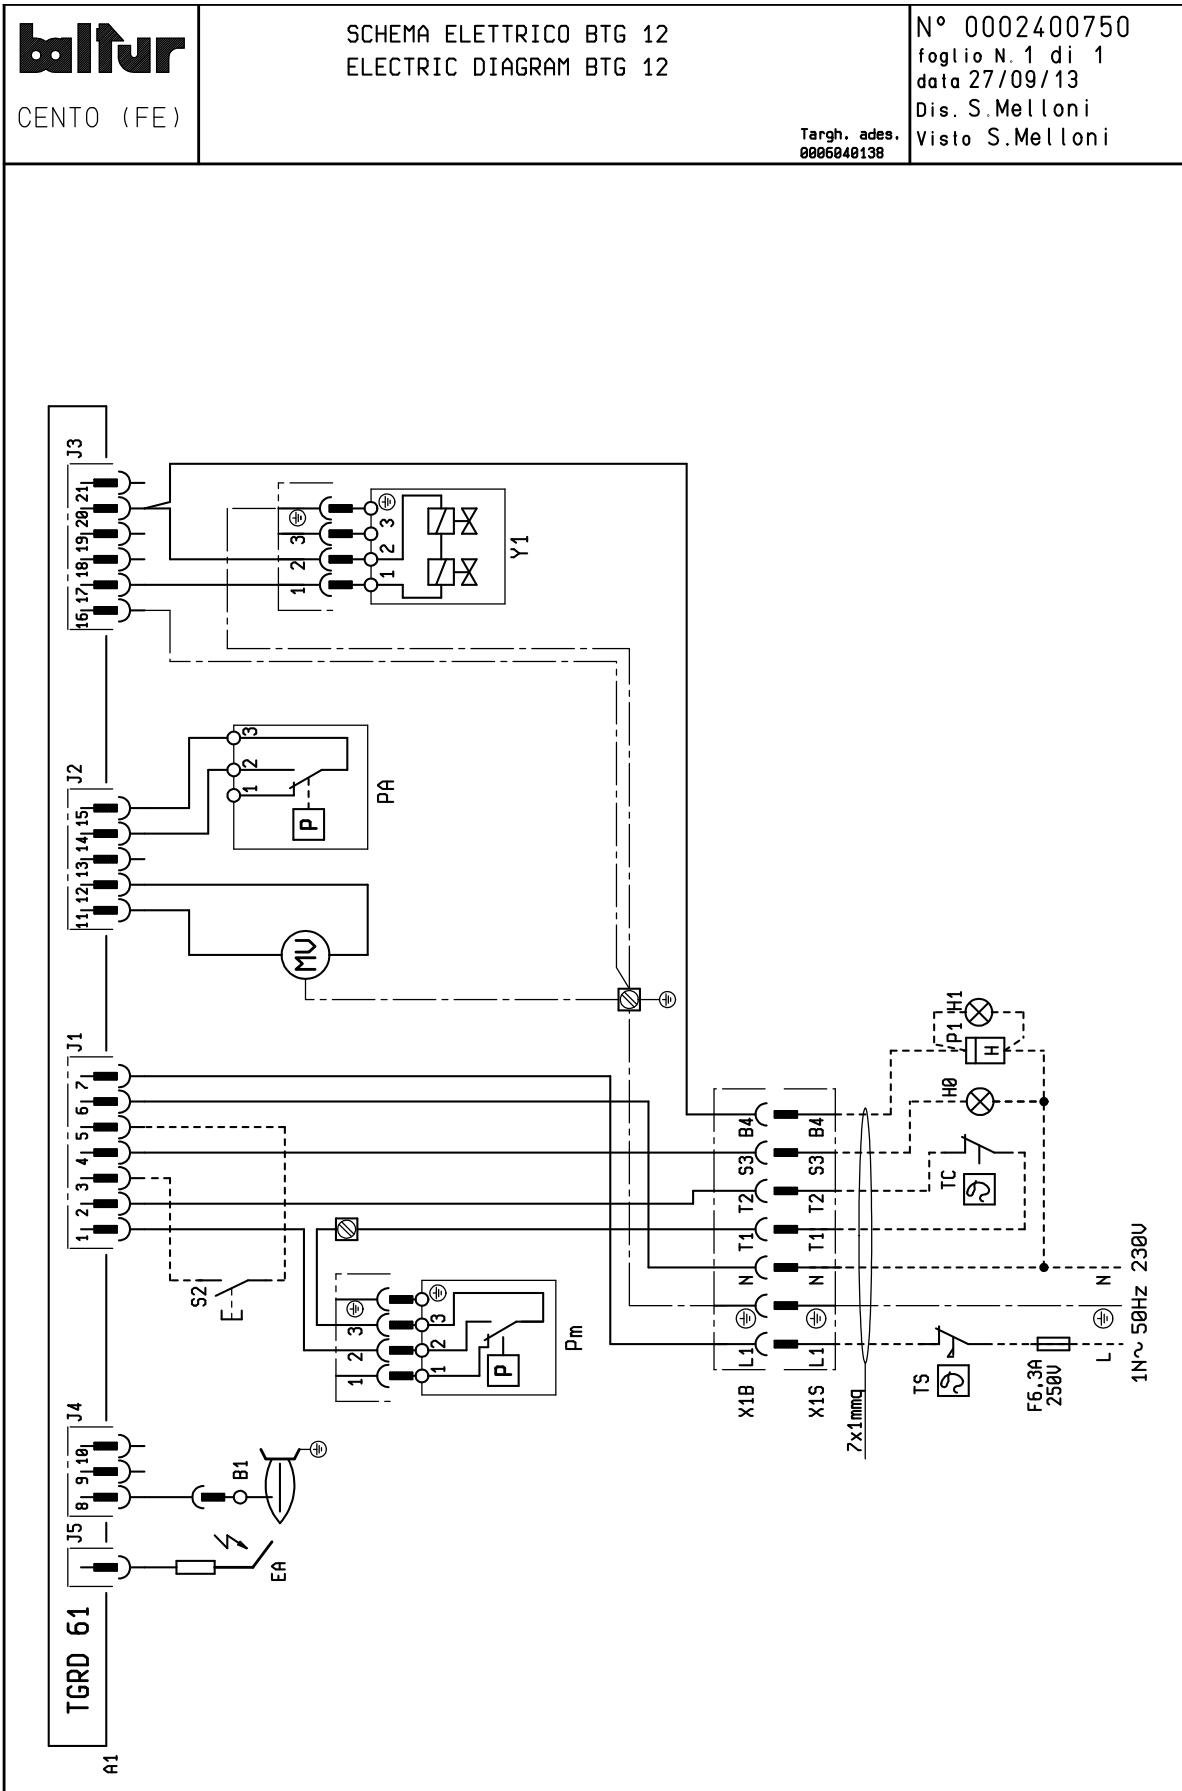 baltur
CENTO (FE)
SCHEMA ELETTRICO BTG 12
ELECTRIC DIAGRAM BTG 12
Targh. ades.
0006040138
N° 0002400750
foglio N. 1 di 1
data 27/09/13
Dis. S.Melloni
Visto S.Melloni
A1
TGRD 61
J5
J4
8 9 10
J1
1 2 3 4 5 6 7
J2
11 12 13 14 15
J3
16 17 18 19 20 21
EA
B1
S2
1 2 3
1 2 3
P
Pm
MV
1 2 3
P
PA
1 2 3
1 2 3
Y1
X1B
L1 N T1 T2 S3 B4
X1S
L1 N T1 T2 S3 B4
7x1mmq
TS
TC
H0
P1
H
H1
F6,3A
250V
L N
1N~ 50Hz 230V